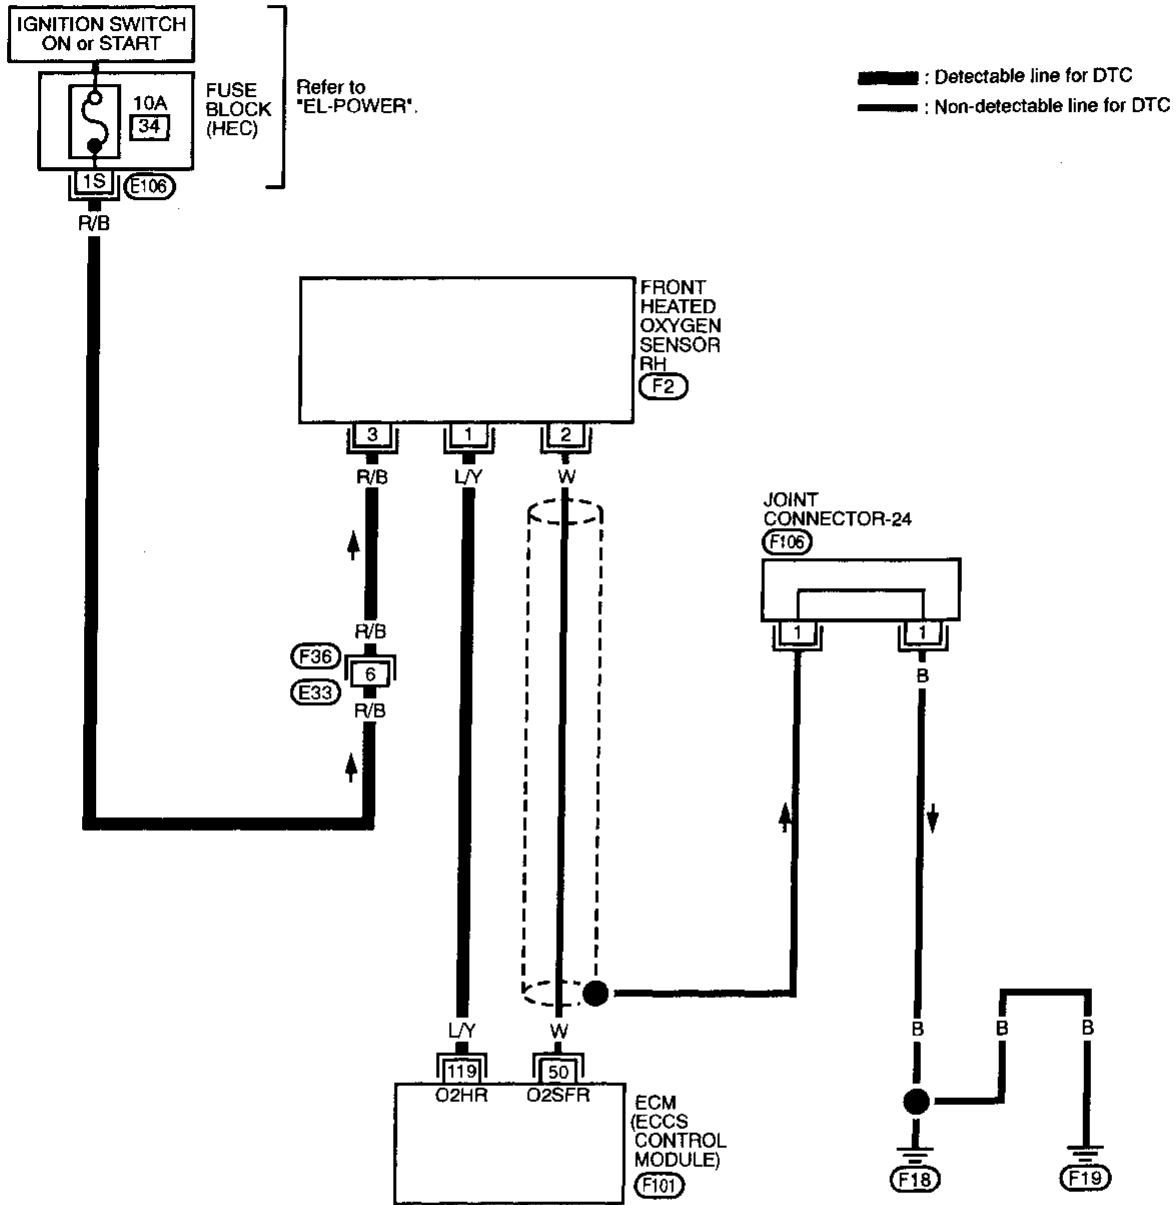 IGNITION SWITCH
ON or START
10A
34
FUSE
BLOCK
(HEC)
Refer to
"EL-POWER".
: Detectable line for DTC
: Non-detectable line for DTC
1S
E106
R/B
FRONT
HEATED
OXYGEN
SENSOR
RH
F2
3
1
2
R/B
L/Y
W
JOINT
CONNECTOR-24
F106
1
1
B
R/B
F36
6
E33
R/B
L/Y
W
B
B
B
119
50
O2HR
O2SFR
ECM
(ECCS
CONTROL
MODULE)
F101
F18
F19